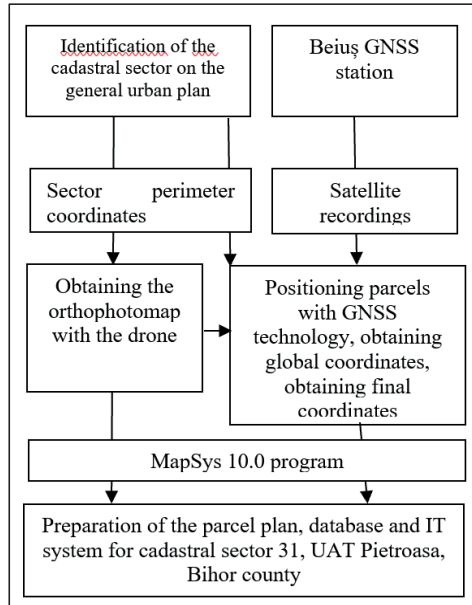 Identification of the
cadastral sector on the
general urban plan
Beiuș GNSS
station
Sector perimeter
coordinates
Satellite
recordings
Obtaining the
orthophotomap
with the drone
Positioning parcels
with GNSS
technology, obtaining
global coordinates,
obtaining final
coordinates
MapSys 10.0 program
Preparation of the parcel plan, database and IT
system for cadastral sector 31, UAT Pietroasa,
Bihor county